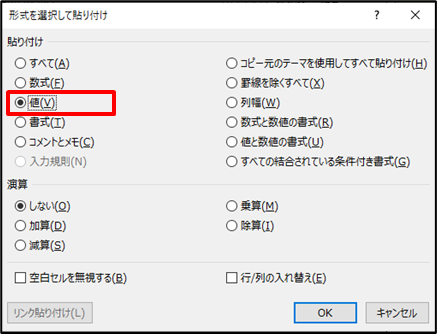 形式を選択して貼り付け
貼り付け
すべて(A)
コピー元のテーマを使用してすべて貼り付け(H)
数式(F)
罫線を除くすべて(X)
値(V)
列幅(W)
書式(T)
数式と数値の書式(R)
コメントとメモ(C)
値と数値の書式(U)
入力規則(N)
すべての結合されている条件付き書式(G)
演算
しない(O)
乗算(M)
加算(D)
除算(I)
減算(S)
空白セルを無視する(B)
行/列の入れ替え(E)
リンク貼り付け(L)
OK
キャンセル